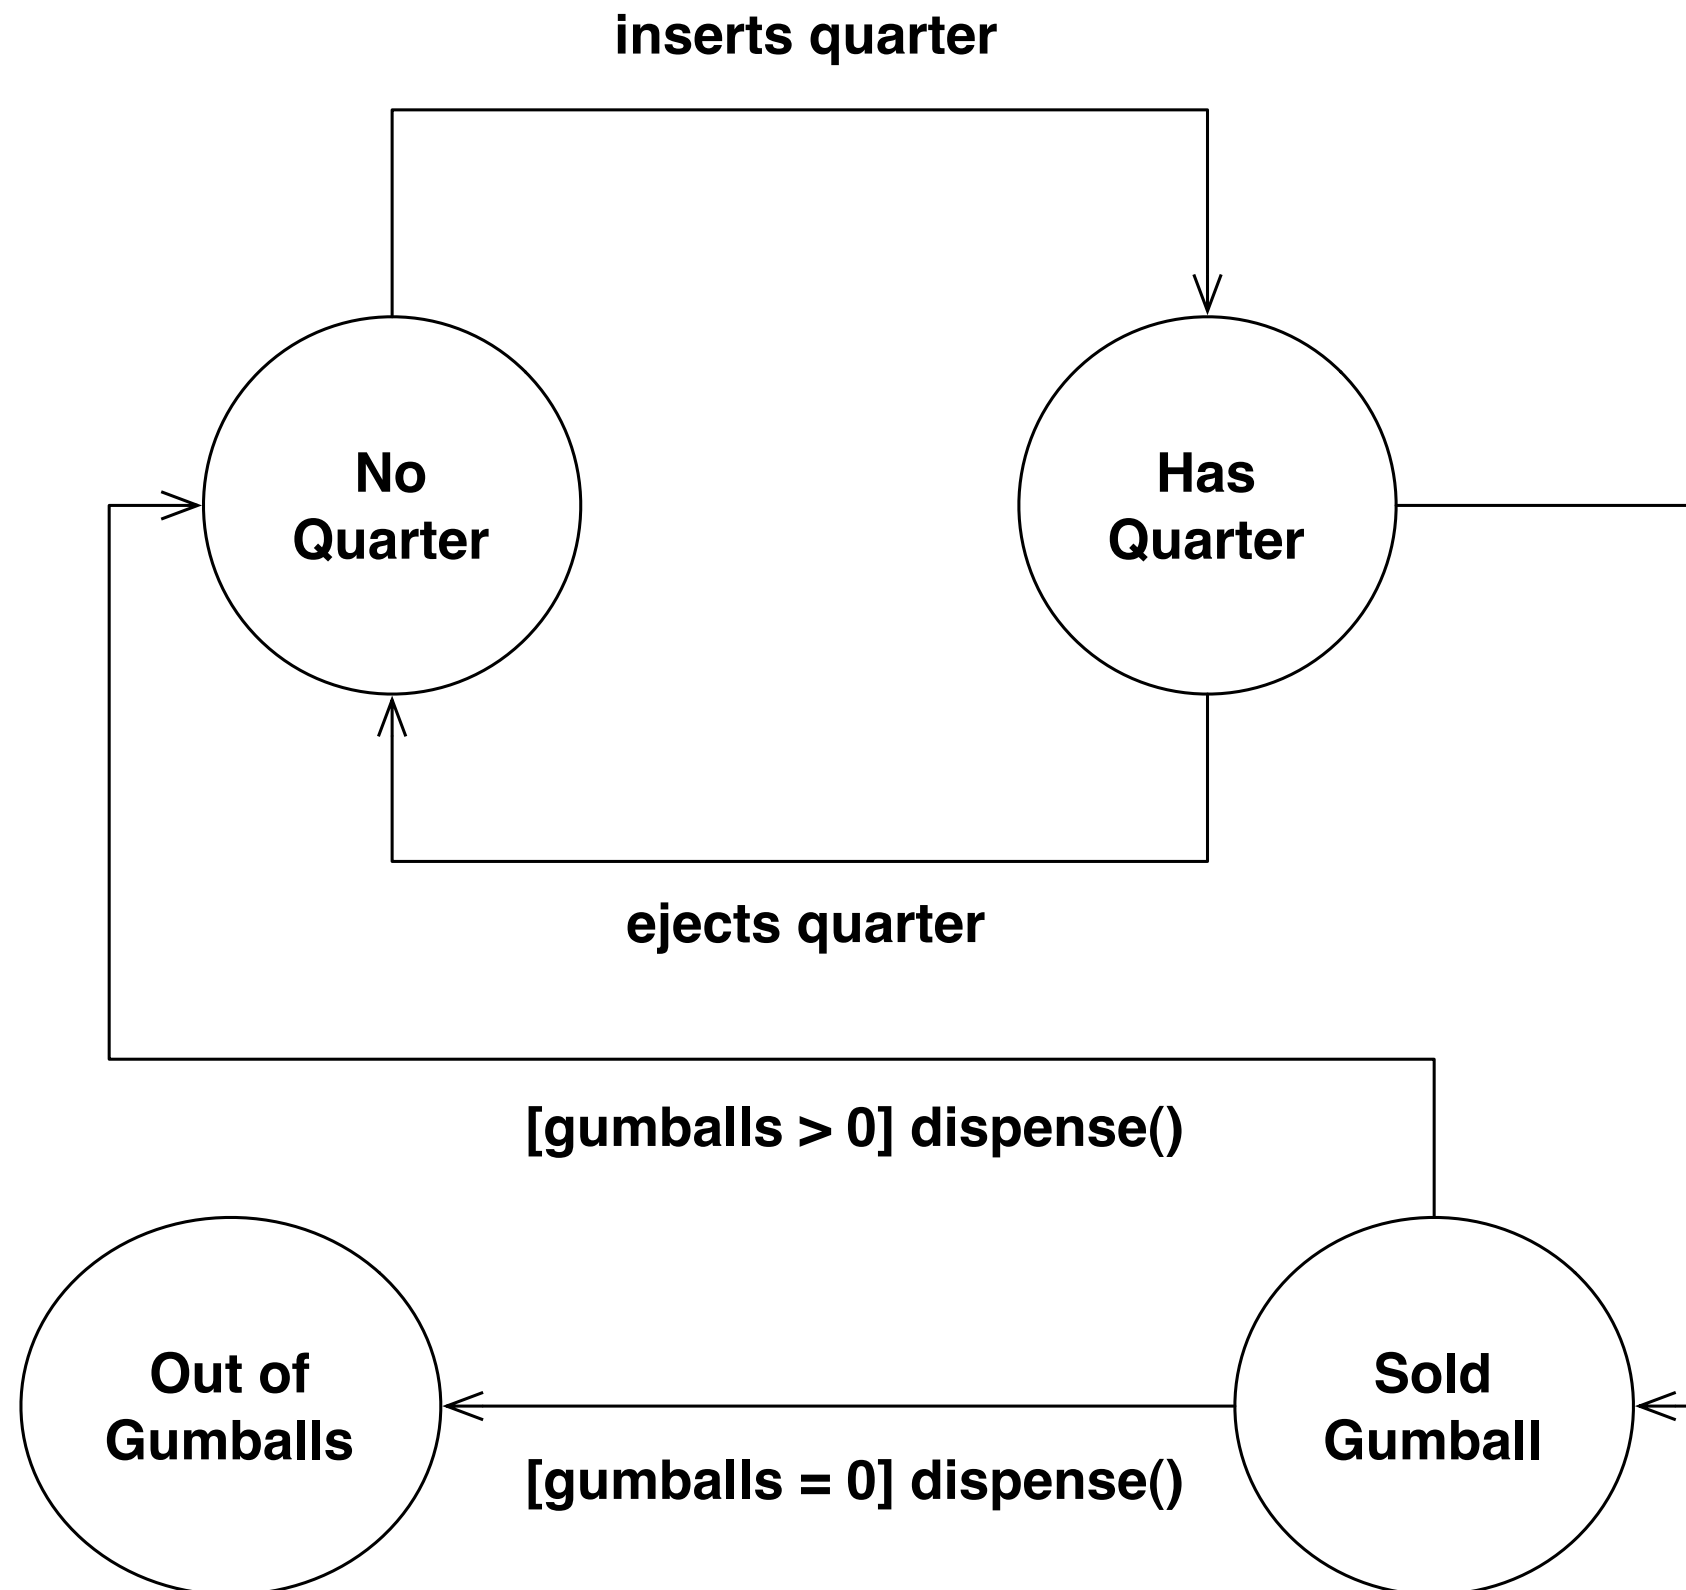 inserts quarter
No
Quarter
Has
Quarter
ejects quarter
[gumballs > 0] dispense()
Out of
Gumballs
Sold
Gumball
[gumballs = 0] dispense()